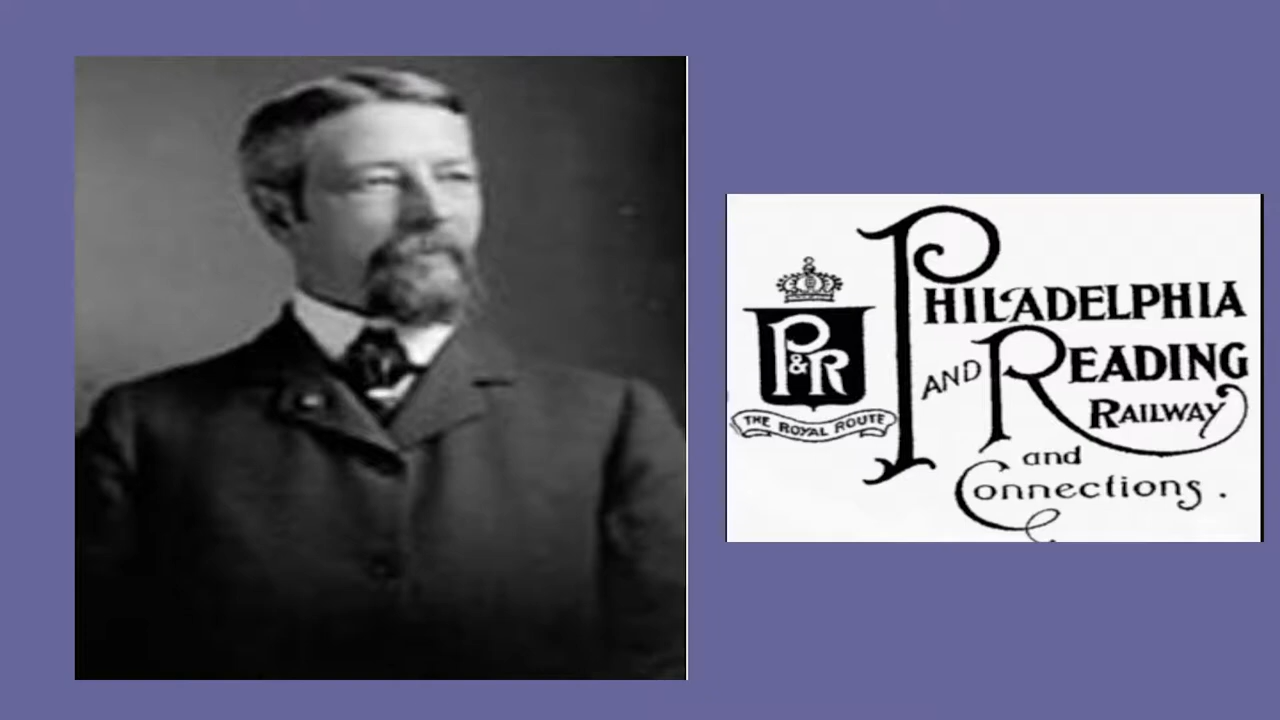 P&R
THE ROYAL ROUTE
PHILADELPHIA
AND READING
RAILWAY
and
Connections.